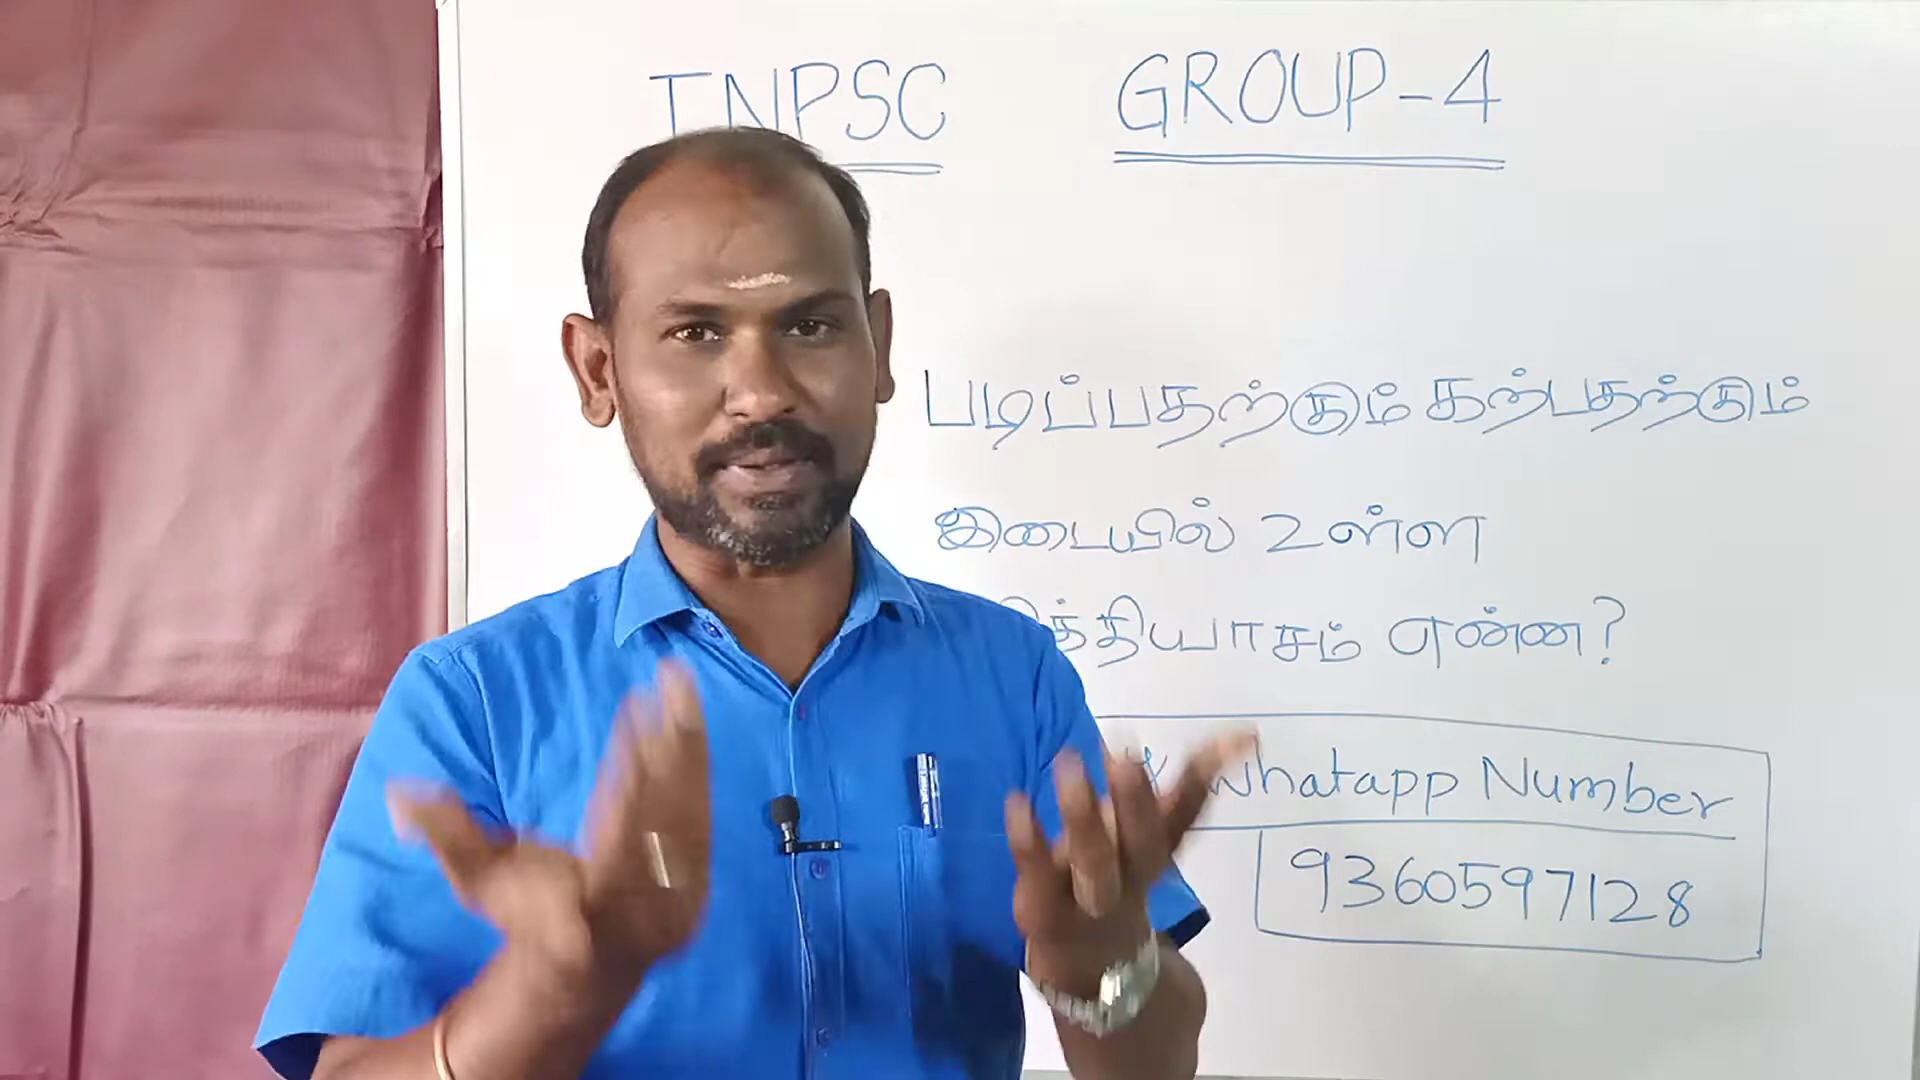 TNPSC GROUP-4
படிப்பதற்கும் கற்பதற்கும்
இடையில் உள்ள
வித்தியாசம் என்ன?
Whatapp Number
9360597128